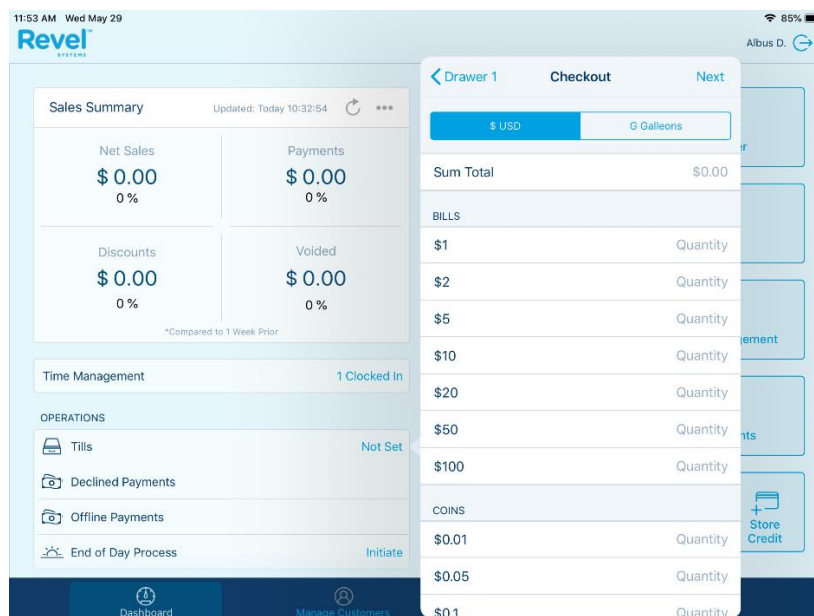 11:53 AM Wed May 29
85%
Revel™
SYSTEMS
Albus D.
Sales Summary
Updated: Today 10:32:54
Net Sales
$ 0.00
0 %
Payments
$ 0.00
0 %
Discounts
$ 0.00
0 %
Voided
$ 0.00
0 %
*Compared to 1 Week Prior
Time Management
1 Clocked In
OPERATIONS
Tills
Not Set
Declined Payments
Offline Payments
End of Day Process
Initiate
Dashboard
Manage Customers
Drawer 1
Checkout
Next
$ USD
G Galleons
Sum Total
$0.00
BILLS
$1 Quantity
$2 Quantity
$5 Quantity
$10 Quantity
$20 Quantity
$50 Quantity
$100 Quantity
COINS
$0.01 Quantity
$0.05 Quantity
$0.1 Quantity
Store
Credit